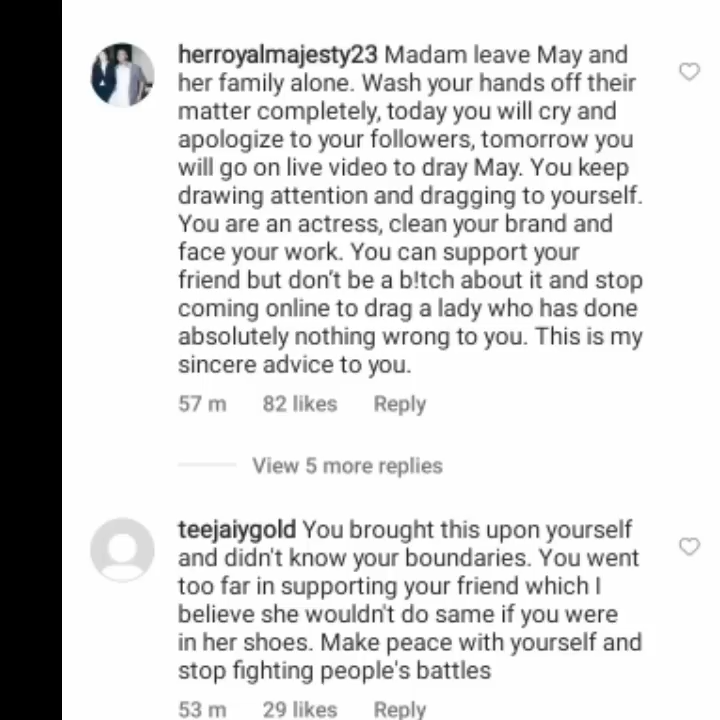 herroyalmajesty23 Madam leave May and
her family alone. Wash your hands off their
matter completely, today you will cry and
apologize to your followers, tomorrow you
will go on live video to dray May. You keep
drawing attention and dragging to yourself.
You are an actress, clean your brand and
face your work. You can support your
friend but don't be a b!tch about it and stop
coming online to drag a lady who has done
absolutely nothing wrong to you. This is my
sincere advice to you.
57 m 82 likes Reply
View 5 more replies
teejaiygold You brought this upon yourself
and didn't know your boundaries. You went
too far in supporting your friend which I
believe she wouldn't do same if you were
in her shoes. Make peace with yourself and
stop fighting people's battles
53 m 29 likes Reply